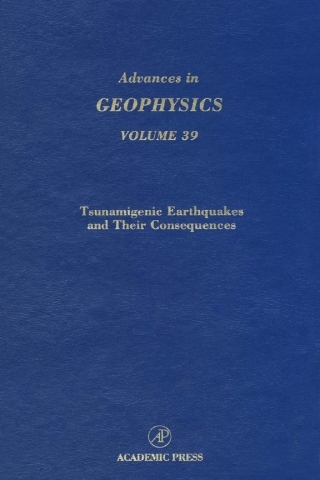 Advances in
GEOPHYSICS
VOLUME 39
Tsunamigenic Earthquakes
and Their Consequences
AP
ACADEMIC PRESS